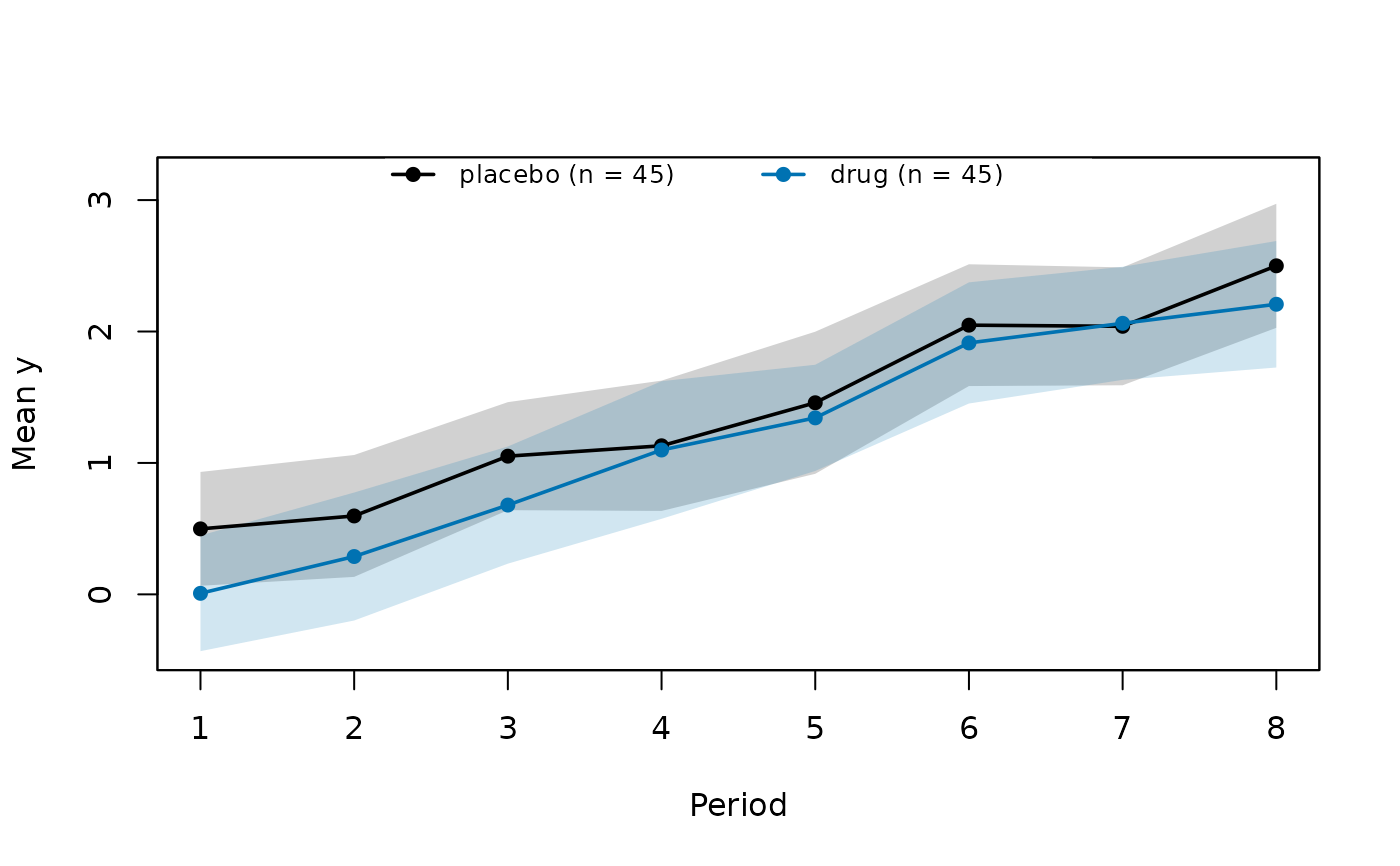 placebo (n = 45) drug (n = 45)
3
2
1
0
Mean y
1 2 3 4 5 6 7 8
Period